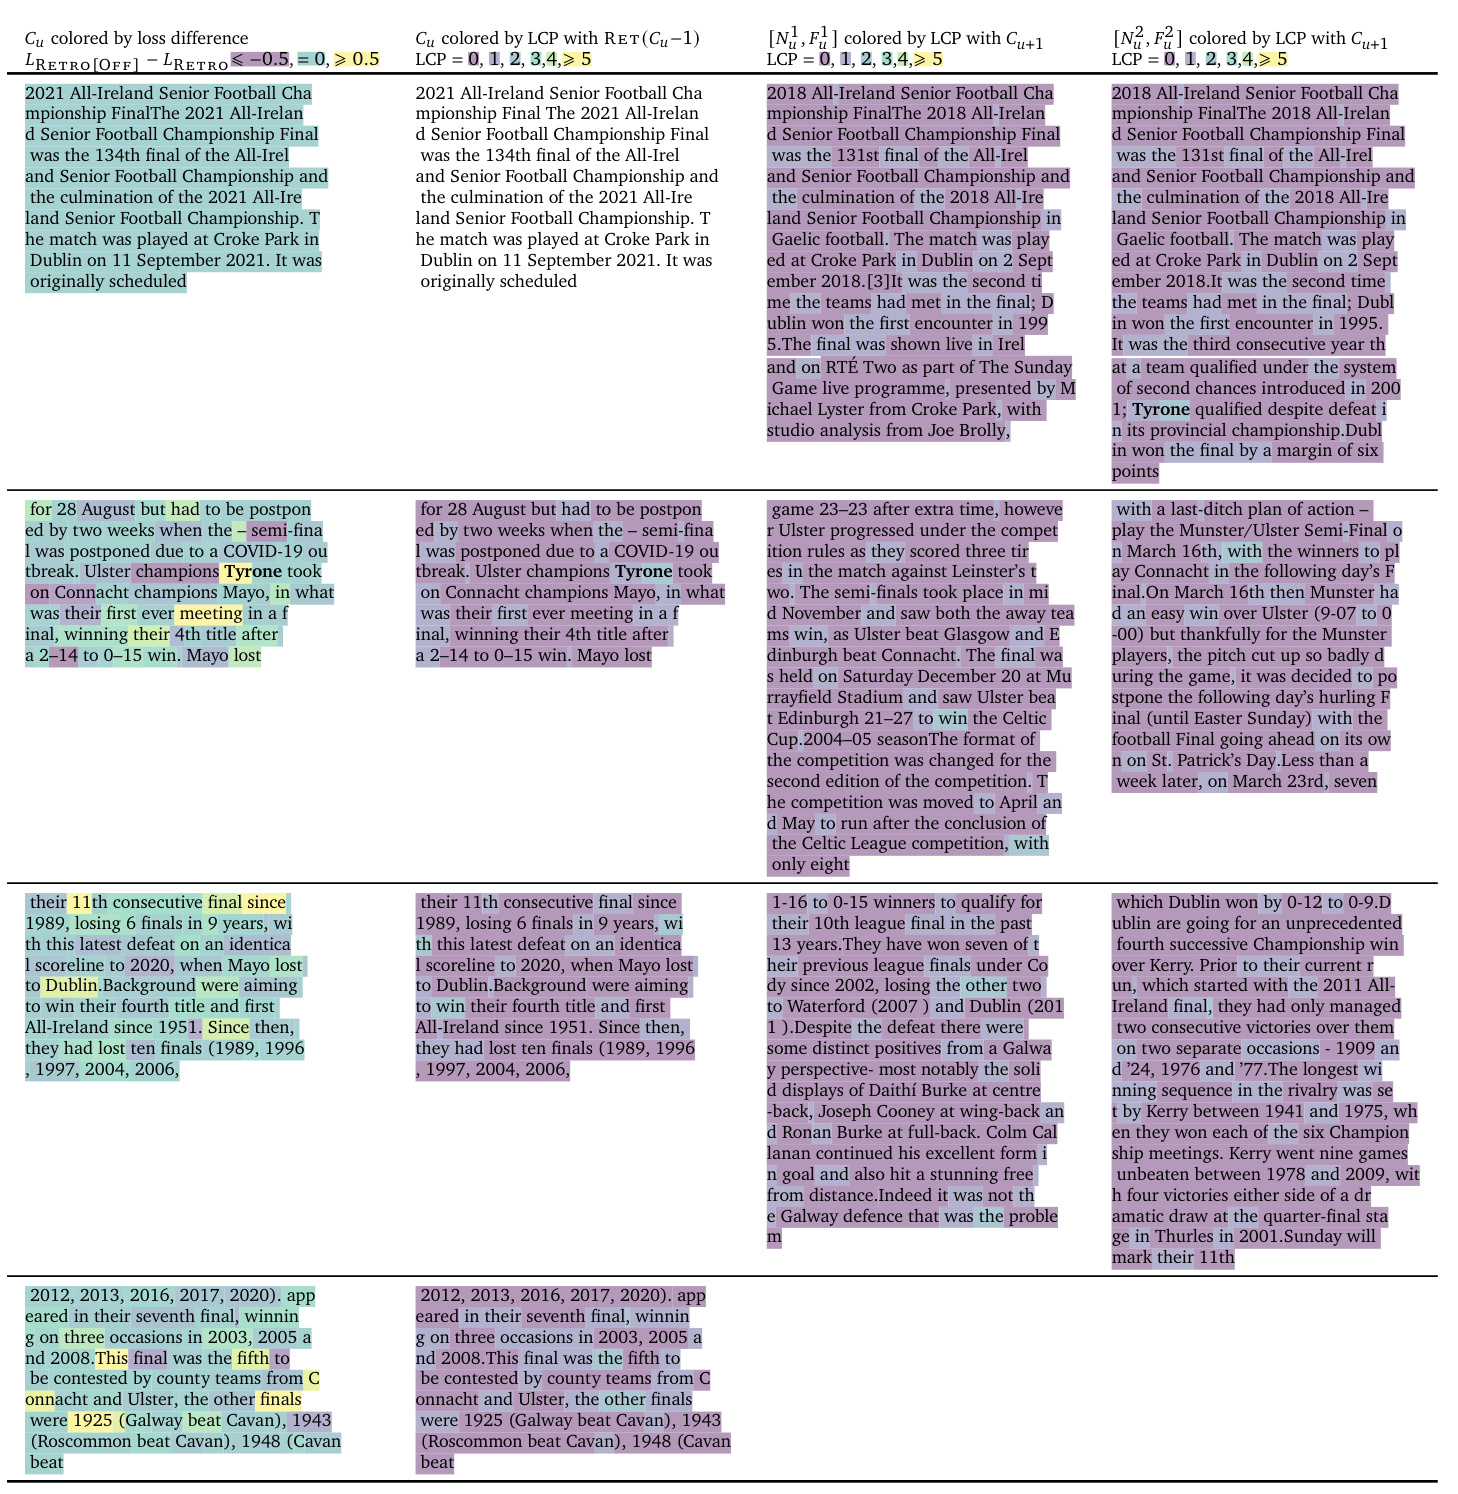 C_u colored by loss difference
L_RETRO[OFF] − L_RETRO ⩽ −0.5, = 0, ⩾ 0.5
C_u colored by LCP with RET(C_u−1)
LCP = 0, 1, 2, 3,4,⩾ 5
[N_u^1, F_u^1] colored by LCP with C_{u+1}
LCP = 0, 1, 2, 3,4,⩾ 5
[N_u^2, F_u^2] colored by LCP with C_{u+1}
LCP = 0, 1, 2, 3,4,⩾ 5
2021 All-Ireland Senior Football Cha
mpionship FinalThe 2021 All-Irelan
d Senior Football Championship Final
was the 134th final of the All-Irel
and Senior Football Championship and
the culmination of the 2021 All-Ire
land Senior Football Championship. T
he match was played at Croke Park in
Dublin on 11 September 2021. It was
originally scheduled
2021 All-Ireland Senior Football Cha
mpionship Final The 2021 All-Irelan
d Senior Football Championship Final
was the 134th final of the All-Irel
and Senior Football Championship and
the culmination of the 2021 All-Ire
land Senior Football Championship. T
he match was played at Croke Park in
Dublin on 11 September 2021. It was
originally scheduled
2018 All-Ireland Senior Football Cha
mpionship FinalThe 2018 All-Irelan
d Senior Football Championship Final
was the 131st final of the All-Irel
and Senior Football Championship and
the culmination of the 2018 All-Ire
land Senior Football Championship in
Gaelic football. The match was play
ed at Croke Park in Dublin on 2 Sept
ember 2018.[3]It was the second ti
me the teams had met in the final; D
ublin won the first encounter in 199
5.The final was shown live in Irel
and on RTÉ Two as part of The Sunday
Game live programme, presented by M
ichael Lyster from Croke Park, with
studio analysis from Joe Brolly,
2018 All-Ireland Senior Football Cha
mpionship FinalThe 2018 All-Irelan
d Senior Football Championship Final
was the 131st final of the All-Irel
and Senior Football Championship and
the culmination of the 2018 All-Ire
land Senior Football Championship in
Gaelic football. The match was play
ed at Croke Park in Dublin on 2 Sept
ember 2018.It was the second time
the teams had met in the final; Dubl
in won the first encounter in 1995.
It was the third consecutive year th
at a team qualified under the system
of second chances introduced in 200
1; Tyrone qualified despite defeat i
n its provincial championship.Dubl
in won the final by a margin of six
points
for 28 August but had to be postpon
ed by two weeks when the – semi-fina
l was postponed due to a COVID-19 ou
tbreak. Ulster champions Tyrone took
on Connacht champions Mayo, in what
was their first ever meeting in a f
inal, winning their 4th title after
a 2–14 to 0–15 win. Mayo lost
for 28 August but had to be postpon
ed by two weeks when the – semi-fina
l was postponed due to a COVID-19 ou
tbreak. Ulster champions Tyrone took
on Connacht champions Mayo, in what
was their first ever meeting in a f
inal, winning their 4th title after
a 2–14 to 0–15 win. Mayo lost
game 23–23 after extra time, howeve
r Ulster progressed under the compet
ition rules as they scored three tir
es in the match against Leinster's t
wo. The semi-finals took place in mi
d November and saw both the away tea
ms win, as Ulster beat Glasgow and E
dinburgh beat Connacht. The final wa
s held on Saturday December 20 at Mu
rrayfield Stadium and saw Ulster bea
t Edinburgh 21–27 to win the Celtic
Cup.2004–05 seasonThe format of
the competition was changed for the
second edition of the competition. T
he competition was moved to April an
d May to run after the conclusion of
the Celtic League competition, with
only eight
with a last-ditch plan of action –
play the Munster/Ulster Semi-Final o
n March 16th, with the winners to pl
ay Connacht in the following day's F
inal.On March 16th then Munster ha
d an easy win over Ulster (9-07 to 0
-00) but thankfully for the Munster
players, the pitch cut up so badly d
uring the game, it was decided to po
stpone the following day's hurling F
inal (until Easter Sunday) with the
football Final going ahead on its ow
n on St. Patrick's Day.Less than a
week later, on March 23rd, seven
their 11th consecutive final since
1989, losing 6 finals in 9 years, wi
th this latest defeat on an identica
l scoreline to 2020, when Mayo lost
to Dublin.Background were aiming
to win their fourth title and first
All-Ireland since 1951. Since then,
they had lost ten finals (1989, 1996
, 1997, 2004, 2006,
their 11th consecutive final since
1989, losing 6 finals in 9 years, wi
th this latest defeat on an identica
l scoreline to 2020, when Mayo lost
to Dublin.Background were aiming
to win their fourth title and first
All-Ireland since 1951. Since then,
they had lost ten finals (1989, 1996
, 1997, 2004, 2006,
1-16 to 0-15 winners to qualify for
their 10th league final in the past
13 years.They have won seven of t
heir previous league finals under Co
dy since 2002, losing the other two
to Waterford (2007 ) and Dublin (201
1 ).Despite the defeat there were
some distinct positives from a Galwa
y perspective- most notably the soli
d displays of Daithí Burke at centre
-back, Joseph Cooney at wing-back an
d Ronan Burke at full-back. Colm Cal
lanan continued his excellent form i
n goal and also hit a stunning free
from distance.Indeed it was not th
e Galway defence that was the proble
m
which Dublin won by 0-12 to 0-9.D
ublin are going for an unprecedented
fourth successive Championship win
over Kerry. Prior to their current r
un, which started with the 2011 All-
Ireland final, they had only managed
two consecutive victories over them
on two separate occasions - 1909 an
d '24, 1976 and '77.The longest wi
nning sequence in the rivalry was se
t by Kerry between 1941 and 1975, wh
en they won each of the six Champion
ship meetings. Kerry went nine games
unbeaten between 1978 and 2009, wit
h four victories either side of a dr
amatic draw at the quarter-final sta
ge in Thurles in 2001.Sunday will
mark their 11th
2012, 2013, 2016, 2017, 2020). app
eared in their seventh final, winnin
g on three occasions in 2003, 2005 a
nd 2008.This final was the fifth to
be contested by county teams from C
onnacht and Ulster, the other finals
were 1925 (Galway beat Cavan), 1943
(Roscommon beat Cavan), 1948 (Cavan
beat
2012, 2013, 2016, 2017, 2020). app
eared in their seventh final, winnin
g on three occasions in 2003, 2005 a
nd 2008.This final was the fifth to
be contested by county teams from C
onnacht and Ulster, the other finals
were 1925 (Galway beat Cavan), 1943
(Roscommon beat Cavan), 1948 (Cavan
beat